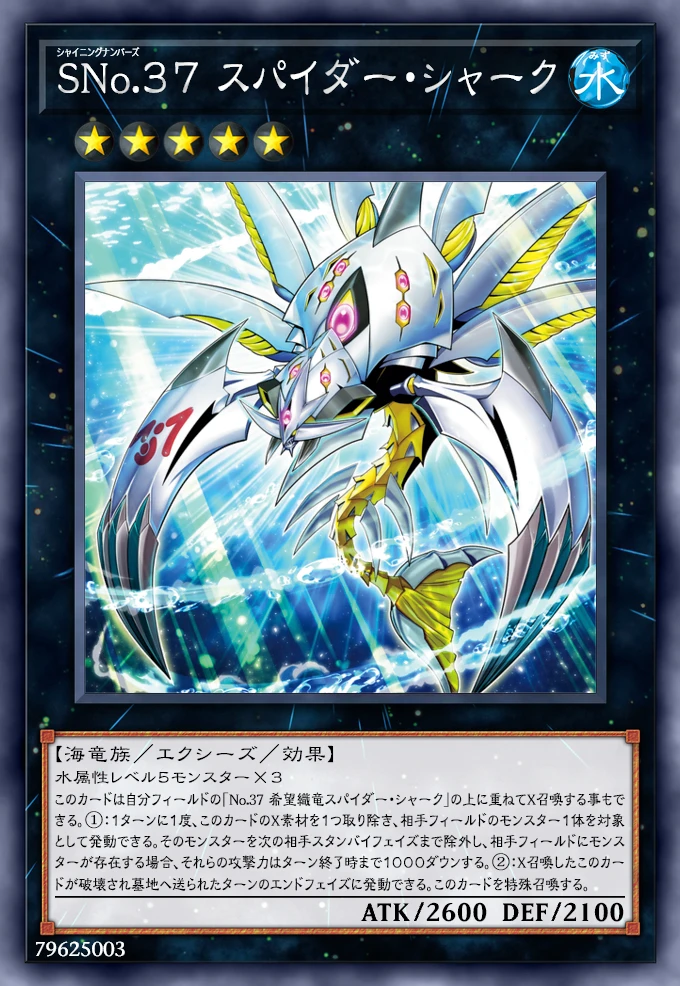 シャイニングナンバーズ
SNo.37 スパイダー・シャーク
みず
水
37
【海竜族／エクシーズ／効果】
水属性レベル5モンスター×3
このカードは自分フィールドの「No.37 希望織竜スパイダー・シャーク」の上に重ねてX召喚する事もで
きる。①：1ターンに1度、このカードのX素材を1つ取り除き、相手フィールドのモンスター1体を対象
として発動できる。そのモンスターを次の相手スタンバイフェイズまで除外し、相手フィールドにモンス
ターが存在する場合、それらの攻撃力はターン終了時まで1000ダウンする。②：X召喚したこのカー
ドが破壊され墓地へ送られたターンのエンドフェイズに発動できる。このカードを特殊召喚する。
ATK/2600 DEF/2100
79625003